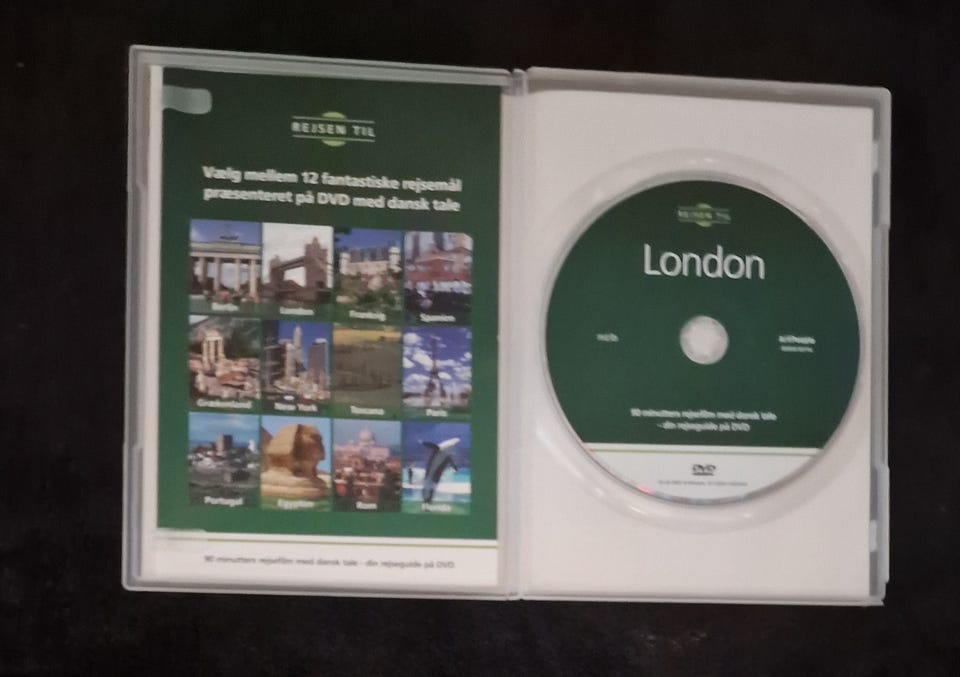 REJSEN TIL
Vælg mellem 12 fantastiske rejsemål
præsenteret på DVD med dansk tale
Berlin
London
Frankrig
Spanien
Grækenland
New York
Toscana
Paris
Portugal
Egypten
Rom
Florida
90 minutters rejsefilm med dansk tale - din rejseguide på DVD
REJSEN TIL
London
90 minutters rejsefilm med dansk tale
- din rejseguide på DVD
DVD